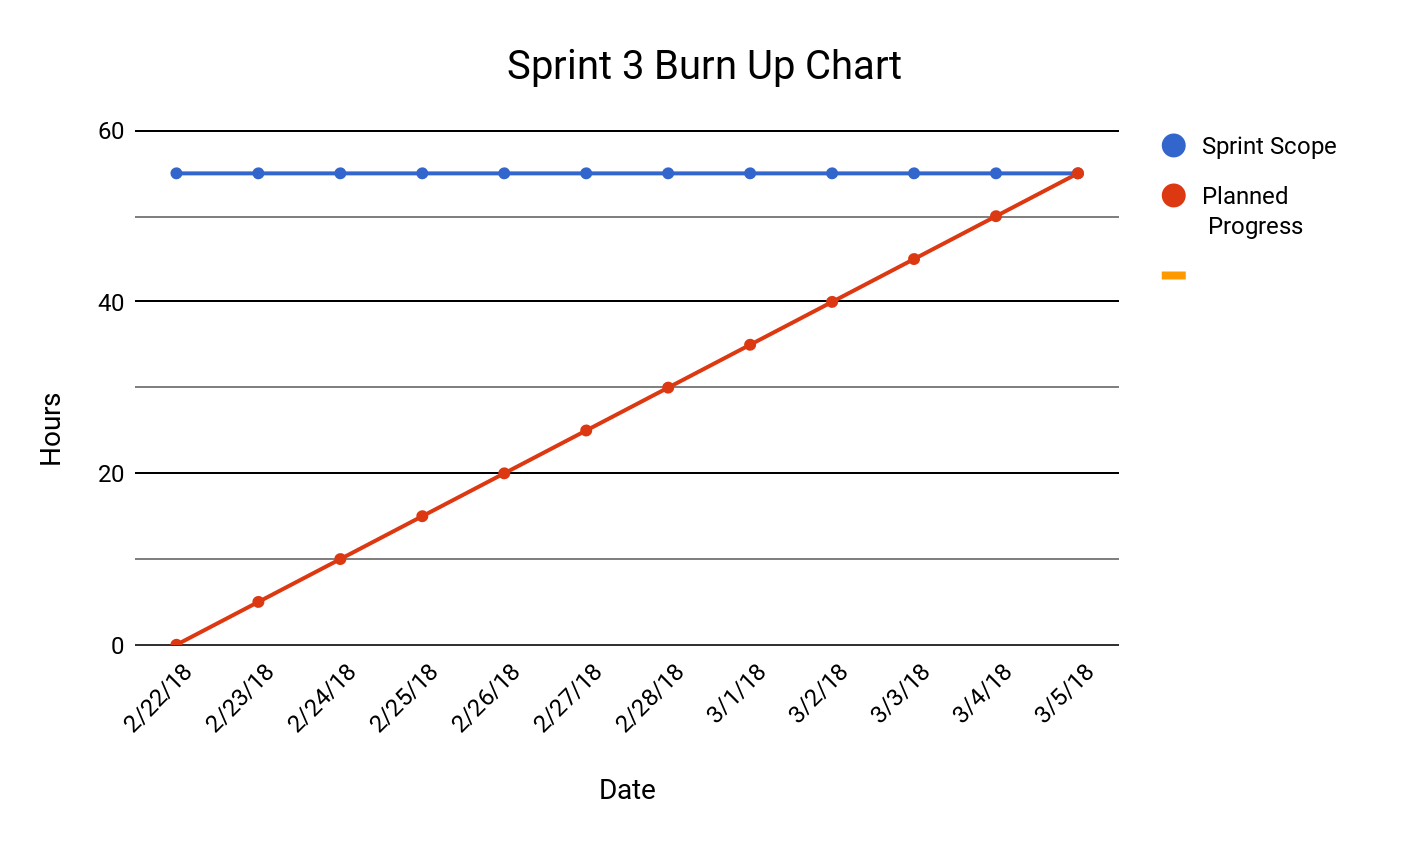 Sprint 3 Burn Up Chart
60
40
20
0
Hours
2/22/18
2/23/18
2/24/18
2/25/18
2/26/18
2/27/18
2/28/18
3/1/18
3/2/18
3/3/18
3/4/18
3/5/18
Date
Sprint Scope
Planned
Progress